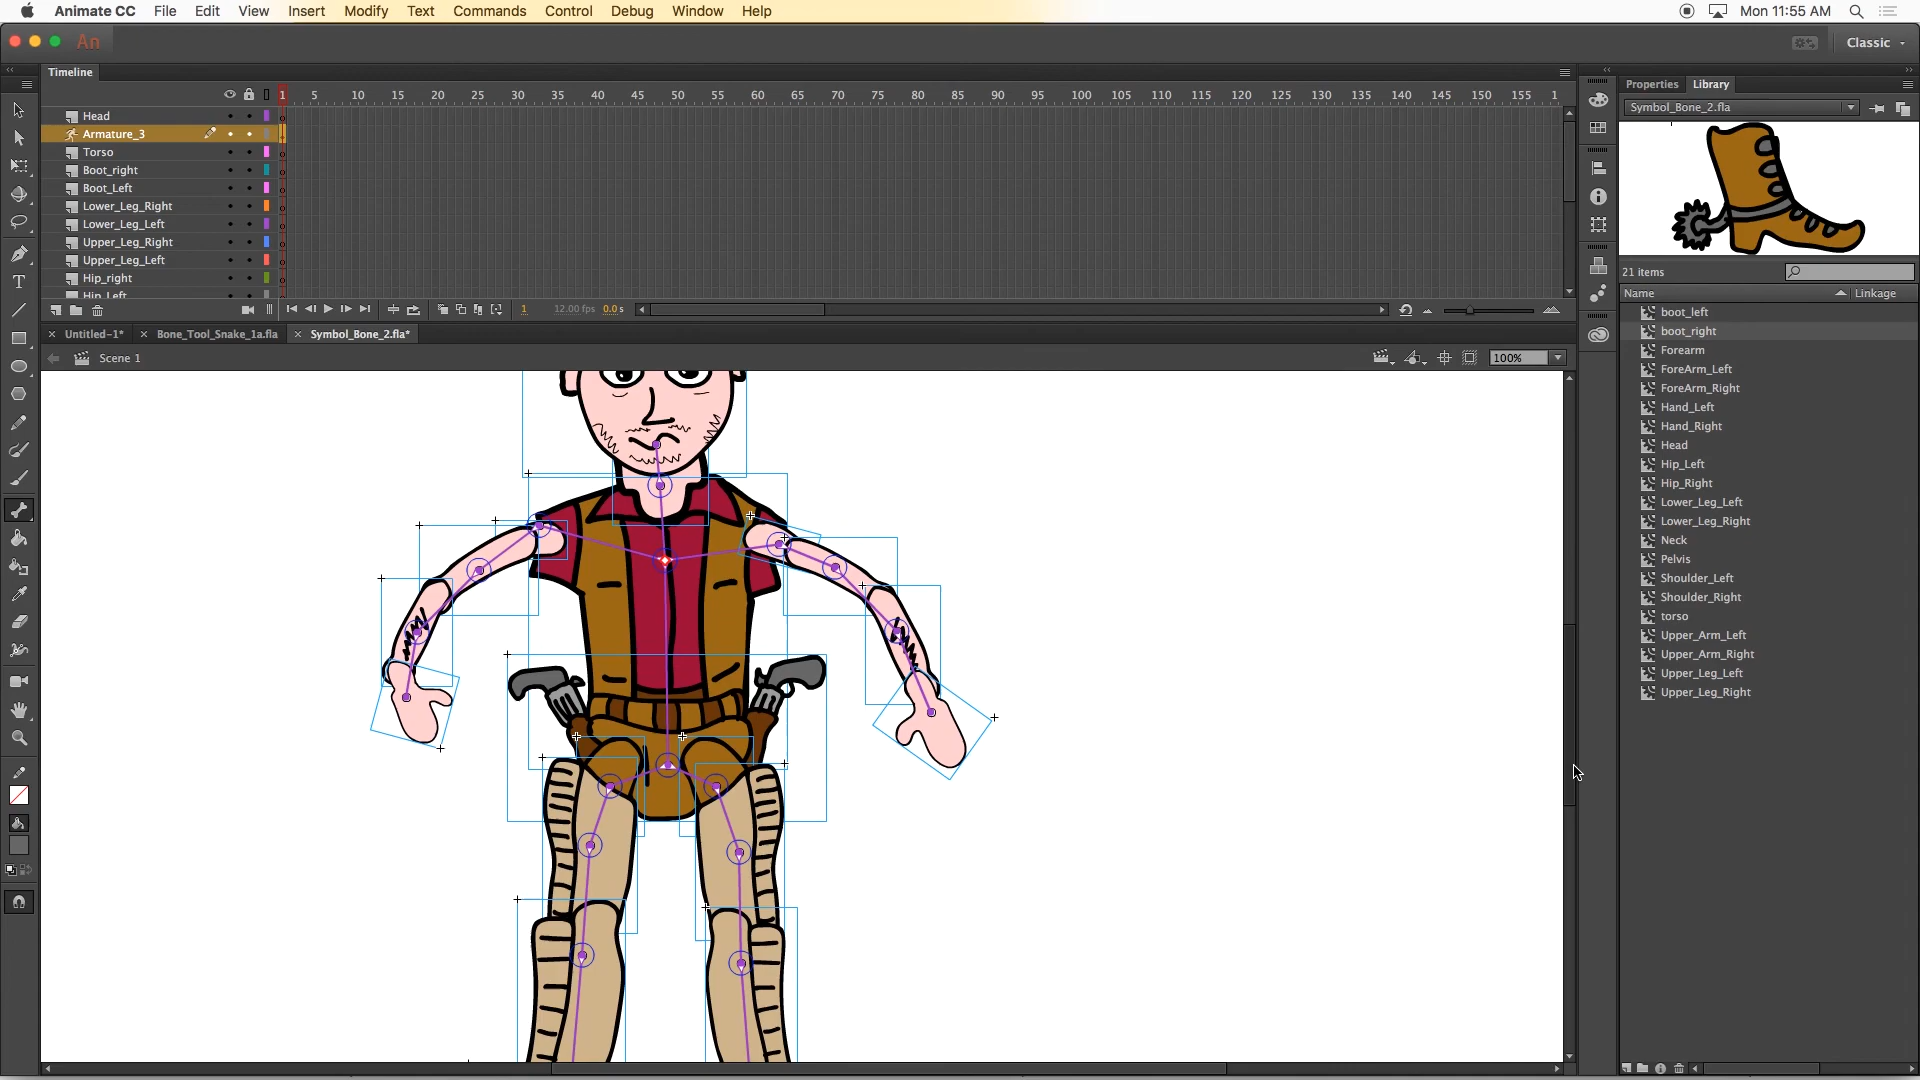 Animate CC File Edit View Insert Modify Text Commands Control Debug Window Help Mon 11:55 AM
An Classic
Timeline
Properties Library
1 5 10 15 20 25 30 35 40 45 50 55 60 65 70 75 80 85 90 95 100 105 110 115 120 125 130 135 140 145 150 155 1
Symbol_Bone_2.fla
Head
Armature_3
Torso
Boot_right
Boot_Left
Lower_Leg_Right
Lower_Leg_Left
Upper_Leg_Right
Upper_Leg_Left
Hip_right
Hip_Left
1 12.00 fps 0.0 s
21 items
Name Linkage
Untitled-1* Bone_Tool_Snake_1a.fla Symbol_Bone_2.fla*
Scene 1 100%
boot_left
boot_right
Forearm
ForeArm_Left
ForeArm_Right
Hand_Left
Hand_Right
Head
Hip_Left
Hip_Right
Lower_Leg_Left
Lower_Leg_Right
Neck
Pelvis
Shoulder_Left
Shoulder_Right
torso
Upper_Arm_Left
Upper_Arm_Right
Upper_Leg_Left
Upper_Leg_Right